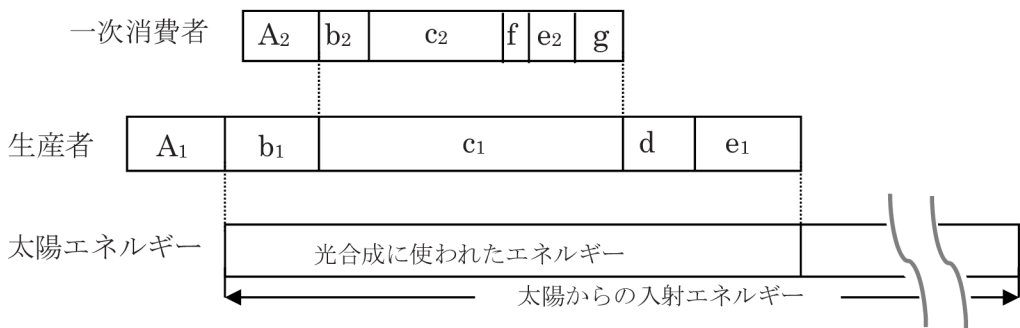 一次消費者 A₂ b₂ c₂ f e₂ g
生産者 A₁ b₁ c₁ d e₁
太陽エネルギー 光合成に使われたエネルギー
太陽からの入射エネルギー